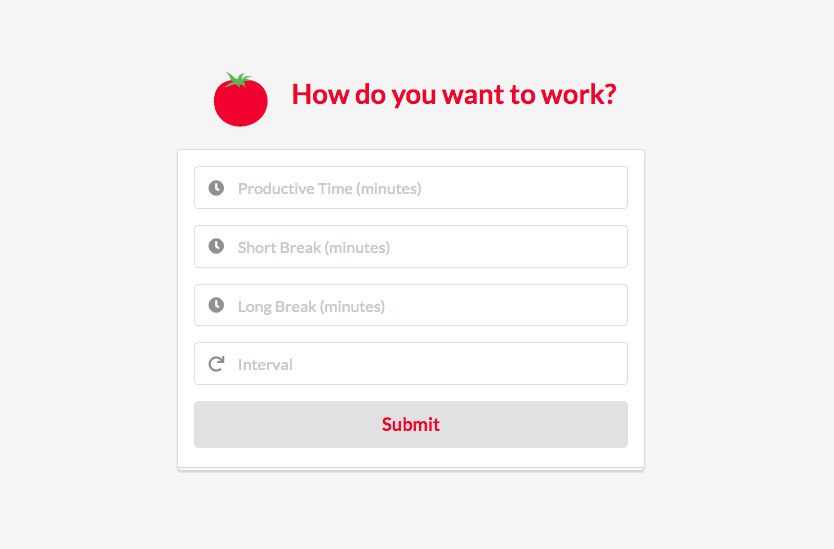 How do you want to work?
Productive Time (minutes)
Short Break (minutes)
Long Break (minutes)
Interval
Submit